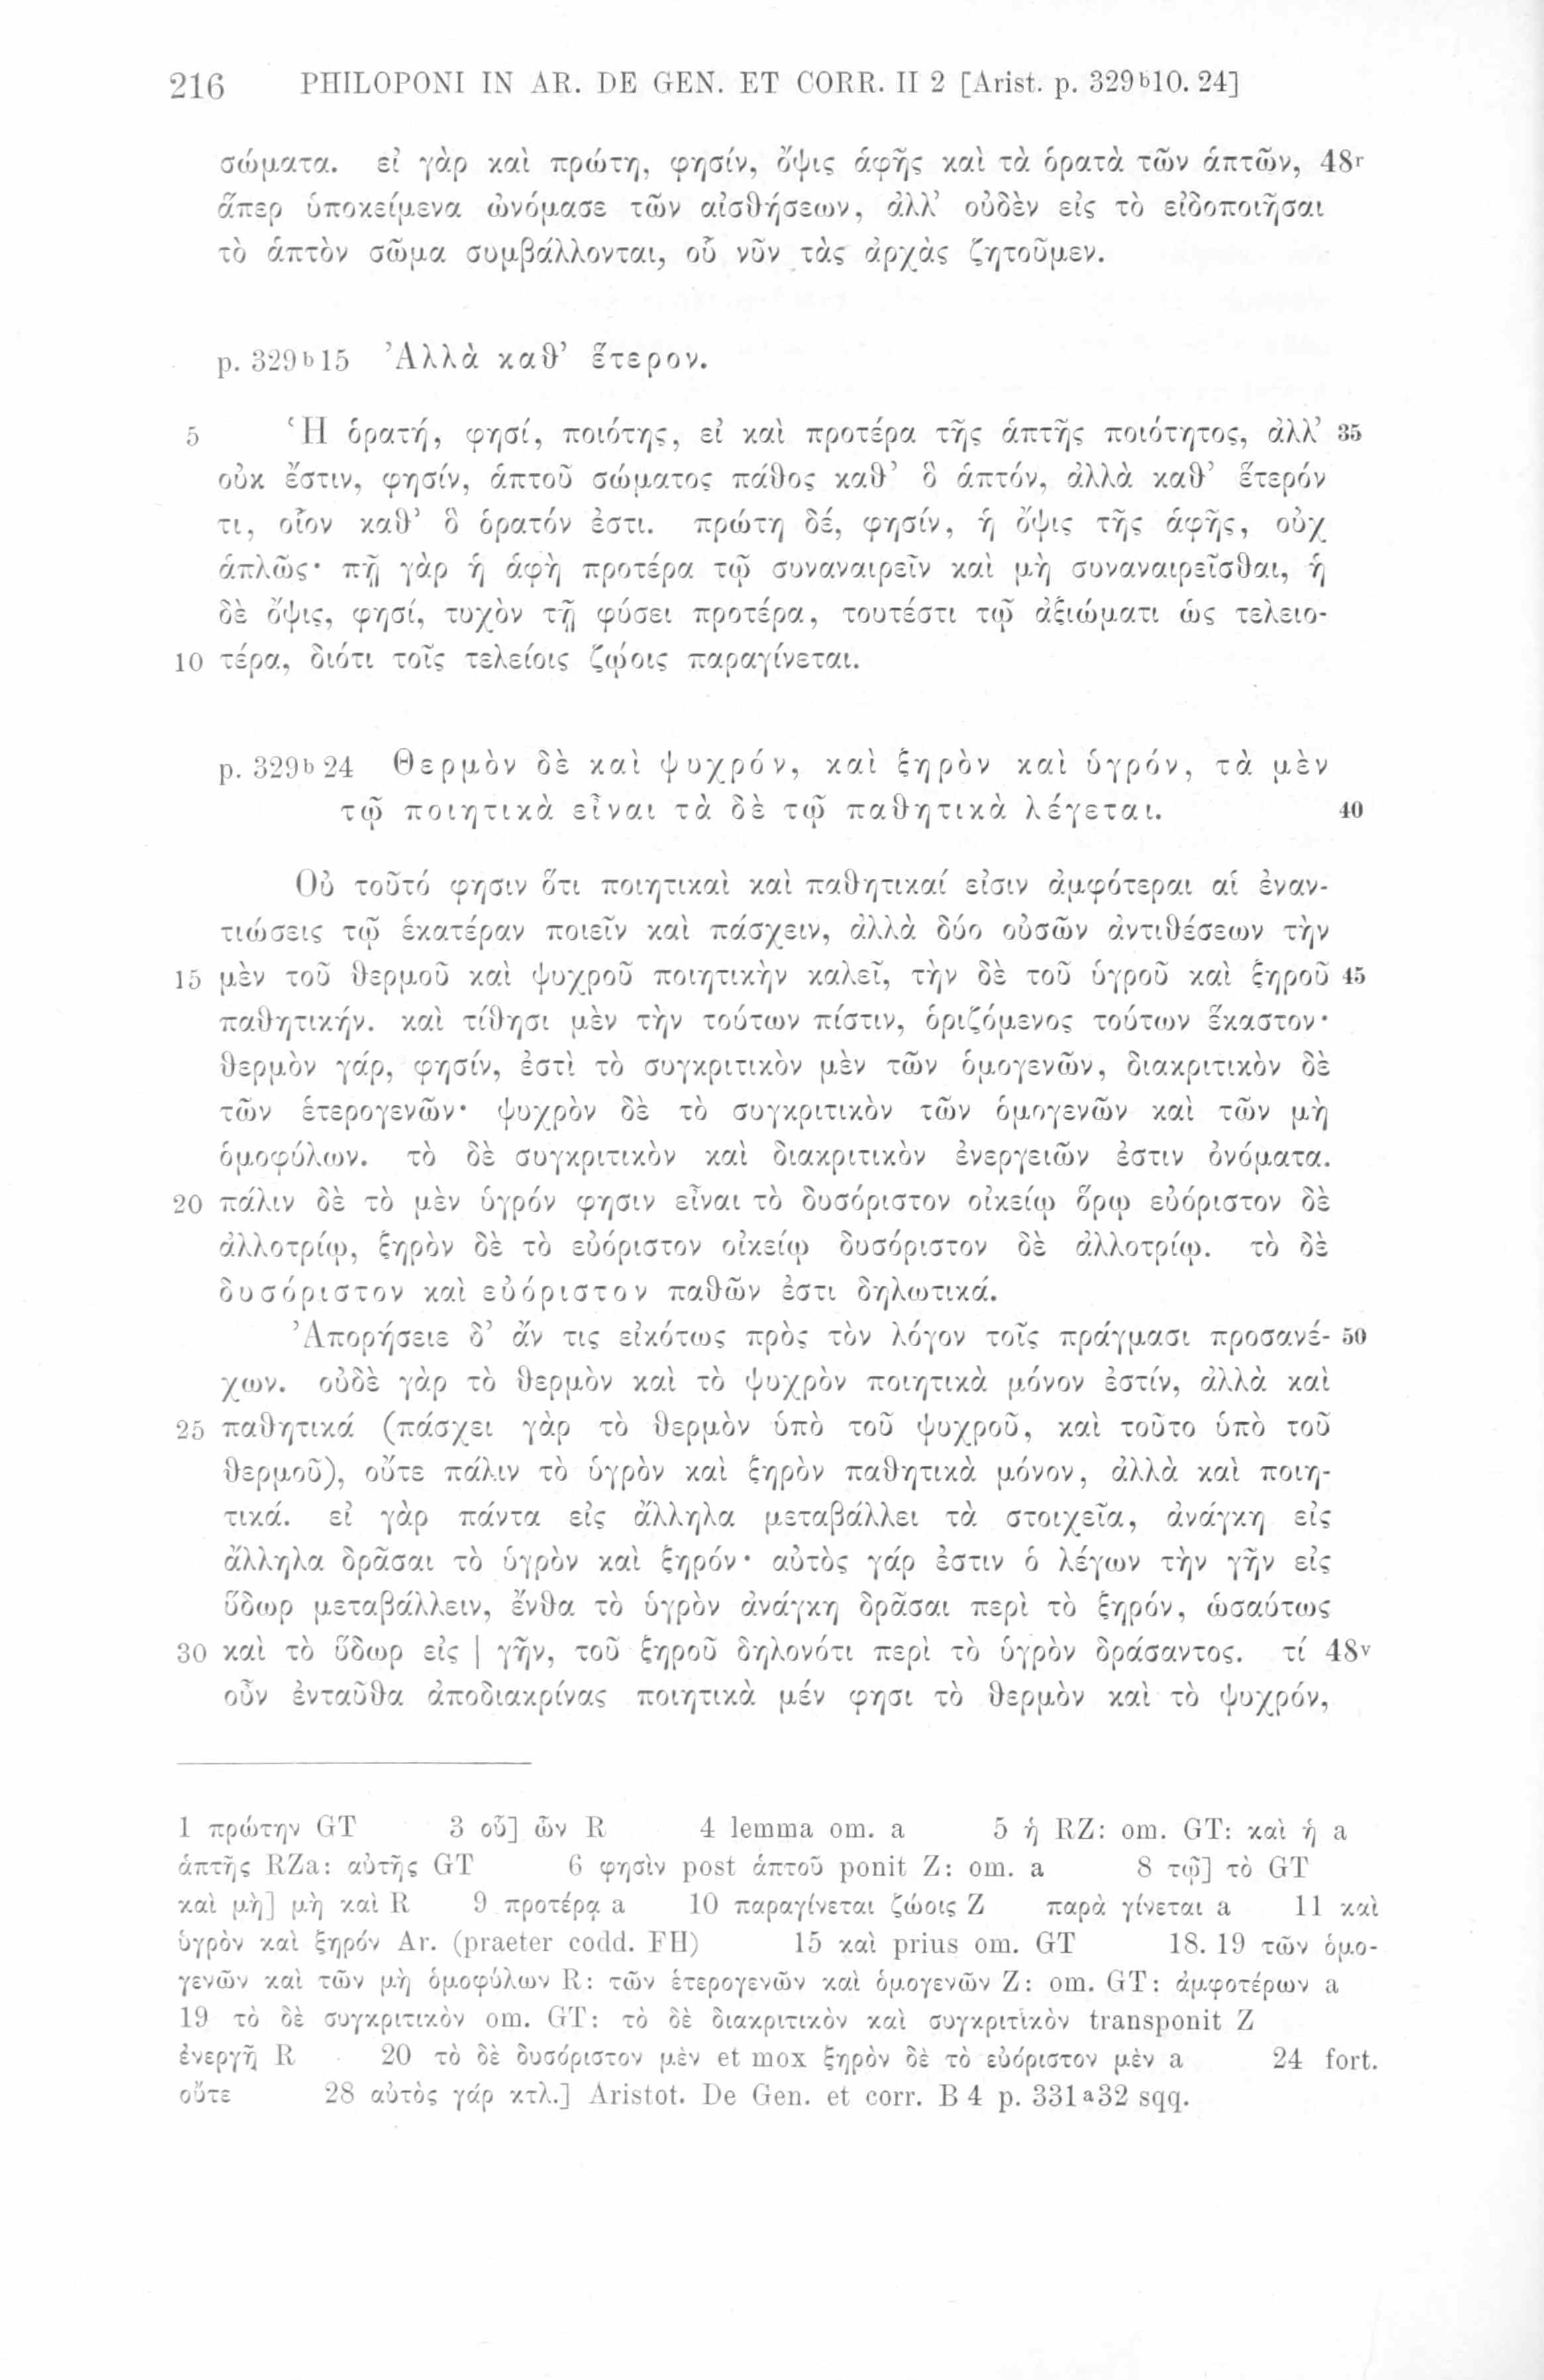 216 PHILOPONI IN AR. DE GEN. ET CORR. II 2 [Arist. p. 329b10. 24]
σώματα. εἰ γὰρ καὶ πρώτη, φησίν, ὄψις ἁφῆς καὶ τὰ ὁρατὰ τῶν ἁπτῶν, 48r
ἅπερ ὑποκείμενα ὠνόμασε τῶν αἰσθήσεων, ἀλλ’ οὐδὲν εἰς τὸ εἰδοποιῆσαι
τὸ ἁπτὸν σῶμα συμβάλλονται, οὗ νῦν τὰς ἀρχὰς ζητοῦμεν.
p. 329b15 Ἀλλὰ καθ’ ἕτερον.
5 Ἡ ὁρατή, φησί, ποιότης, εἰ καὶ προτέρα τῆς ἁπτῆς ποιότητος, ἀλλ’ 35
οὐκ ἔστιν, φησίν, ἁπτοῦ σώματος πάθος καθ’ ὃ ἁπτόν, ἀλλὰ καθ’ ἕτερόν
τι, οἷον καθ’ ὃ ὁρατόν ἐστι. πρώτη δέ, φησίν, ἡ ὄψις τῆς ἁφῆς, οὐχ
ἁπλῶς· πῇ γὰρ ἡ ἁφὴ προτέρα τῷ συναναιρεῖν καὶ μὴ συναναιρεῖσθαι, ἡ
δὲ ὄψις, φησί, τυχὸν τῇ φύσει προτέρα, τουτέστι τῷ ἀξιώματι ὡς τελειο-
10 τέρα, διότι τοῖς τελείοις ζῴοις παραγίνεται.
p. 329b24 Θερμὸν δὲ καὶ ψυχρόν, καὶ ξηρὸν καὶ ὑγρόν, τὰ μὲν
τῷ ποιητικὰ εἶναι τὰ δὲ τῷ παθητικὰ λέγεται. 40
Οὐ τοῦτό φησιν ὅτι ποιητικαὶ καὶ παθητικαί εἰσιν ἀμφότεραι αἱ ἐναν-
τιώσεις τῷ ἑκατέραν ποιεῖν καὶ πάσχειν, ἀλλὰ δύο οὐσῶν ἀντιθέσεων τὴν
15 μὲν τοῦ θερμοῦ καὶ ψυχροῦ ποιητικὴν καλεῖ, τὴν δὲ τοῦ ὑγροῦ καὶ ξηροῦ 45
παθητικήν. καὶ τίθησι μὲν τὴν τούτων πίστιν, ὁριζόμενος τούτων ἕκαστον·
θερμὸν γάρ, φησίν, ἐστὶ τὸ συγκριτικὸν μὲν τῶν ὁμογενῶν, διακριτικὸν δὲ
τῶν ἑτερογενῶν· ψυχρὸν δὲ τὸ συγκριτικὸν τῶν ὁμογενῶν καὶ τῶν μὴ
ὁμοφύλων. τὸ δὲ συγκριτικὸν καὶ διακριτικὸν ἐνεργειῶν ἐστιν ὀνόματα.
20 πάλιν δὲ τὸ μὲν ὑγρόν φησιν εἶναι τὸ δυσόριστον οἰκείῳ ὅρῳ εὐόριστον δὲ
ἀλλοτρίῳ, ξηρὸν δὲ τὸ εὐόριστον οἰκείῳ δυσόριστον δὲ ἀλλοτρίῳ. τὸ δὲ
δυσόριστον καὶ εὐόριστον παθῶν ἐστι δηλωτικά.
Ἀπορήσειε δ’ ἄν τις εἰκότως πρὸς τὸν λόγον τοῖς πράγμασι προσανέ- 50
χων. οὐδὲ γὰρ τὸ θερμὸν καὶ τὸ ψυχρὸν ποιητικὰ μόνον ἐστίν, ἀλλὰ καὶ
25 παθητικά (πάσχει γὰρ τὸ θερμὸν ὑπὸ τοῦ ψυχροῦ, καὶ τοῦτο ὑπὸ τοῦ
θερμοῦ), οὔτε πάλιν τὸ ὑγρὸν καὶ ξηρὸν παθητικὰ μόνον, ἀλλὰ καὶ ποιη-
τικά. εἰ γὰρ πάντα εἰς ἄλληλα μεταβάλλει τὰ στοιχεῖα, ἀνάγκη εἰς
ἄλληλα δρᾶσαι τὸ ὑγρὸν καὶ ξηρόν· αὐτὸς γάρ ἐστιν ὁ λέγων τὴν γῆν εἰς
ὕδωρ μεταβάλλειν, ἔνθα τὸ ὑγρὸν ἀνάγκη δρᾶσαι περὶ τὸ ξηρόν, ὡσαύτως
30 καὶ τὸ ὕδωρ εἰς | γῆν, τοῦ ξηροῦ δηλονότι περὶ τὸ ὑγρὸν δράσαντος. τί 48v
οὖν ἐνταῦθα ἀποδιακρίνας ποιητικὰ μέν φησι τὸ θερμὸν καὶ τὸ ψυχρόν,
1 πρώτην GT 3 οὗ] ὧν R 4 lemma om. a 5 ἡ RZ: om. GT: καὶ ἡ a
ἁπτῆς RZa: αὐτῆς GT 6 φησὶν post ἁπτοῦ ponit Z: om. a 8 τῷ] τὸ GT
καὶ μὴ] μὴ καὶ R 9 προτέρᾳ a 10 παραγίνεται ζώοις Z παρὰ γίνεται a 11 καὶ
ὑγρὸν καὶ ξηρόν Ar. (praeter codd. FH) 15 καὶ prius om. GT 18. 19 τῶν ὁμο-
γενῶν καὶ τῶν μὴ ὁμοφύλων R: τῶν ἑτερογενῶν καὶ ὁμογενῶν Z: om. GT: ἀμφοτέρων a
19 τὸ δὲ συγκριτικὸν om. GT: τὸ δὲ διακριτικὸν καὶ συγκριτικὸν transponit Z
ἐνεργῆ R 20 τὸ δὲ δυσόριστον μὲν et mox ξηρὸν δὲ τὸ εὐόριστον μὲν a 24 fort.
οὔτε 28 αὐτὸς γάρ κτλ.] Aristot. De Gen. et corr. B 4 p. 331a32 sqq.